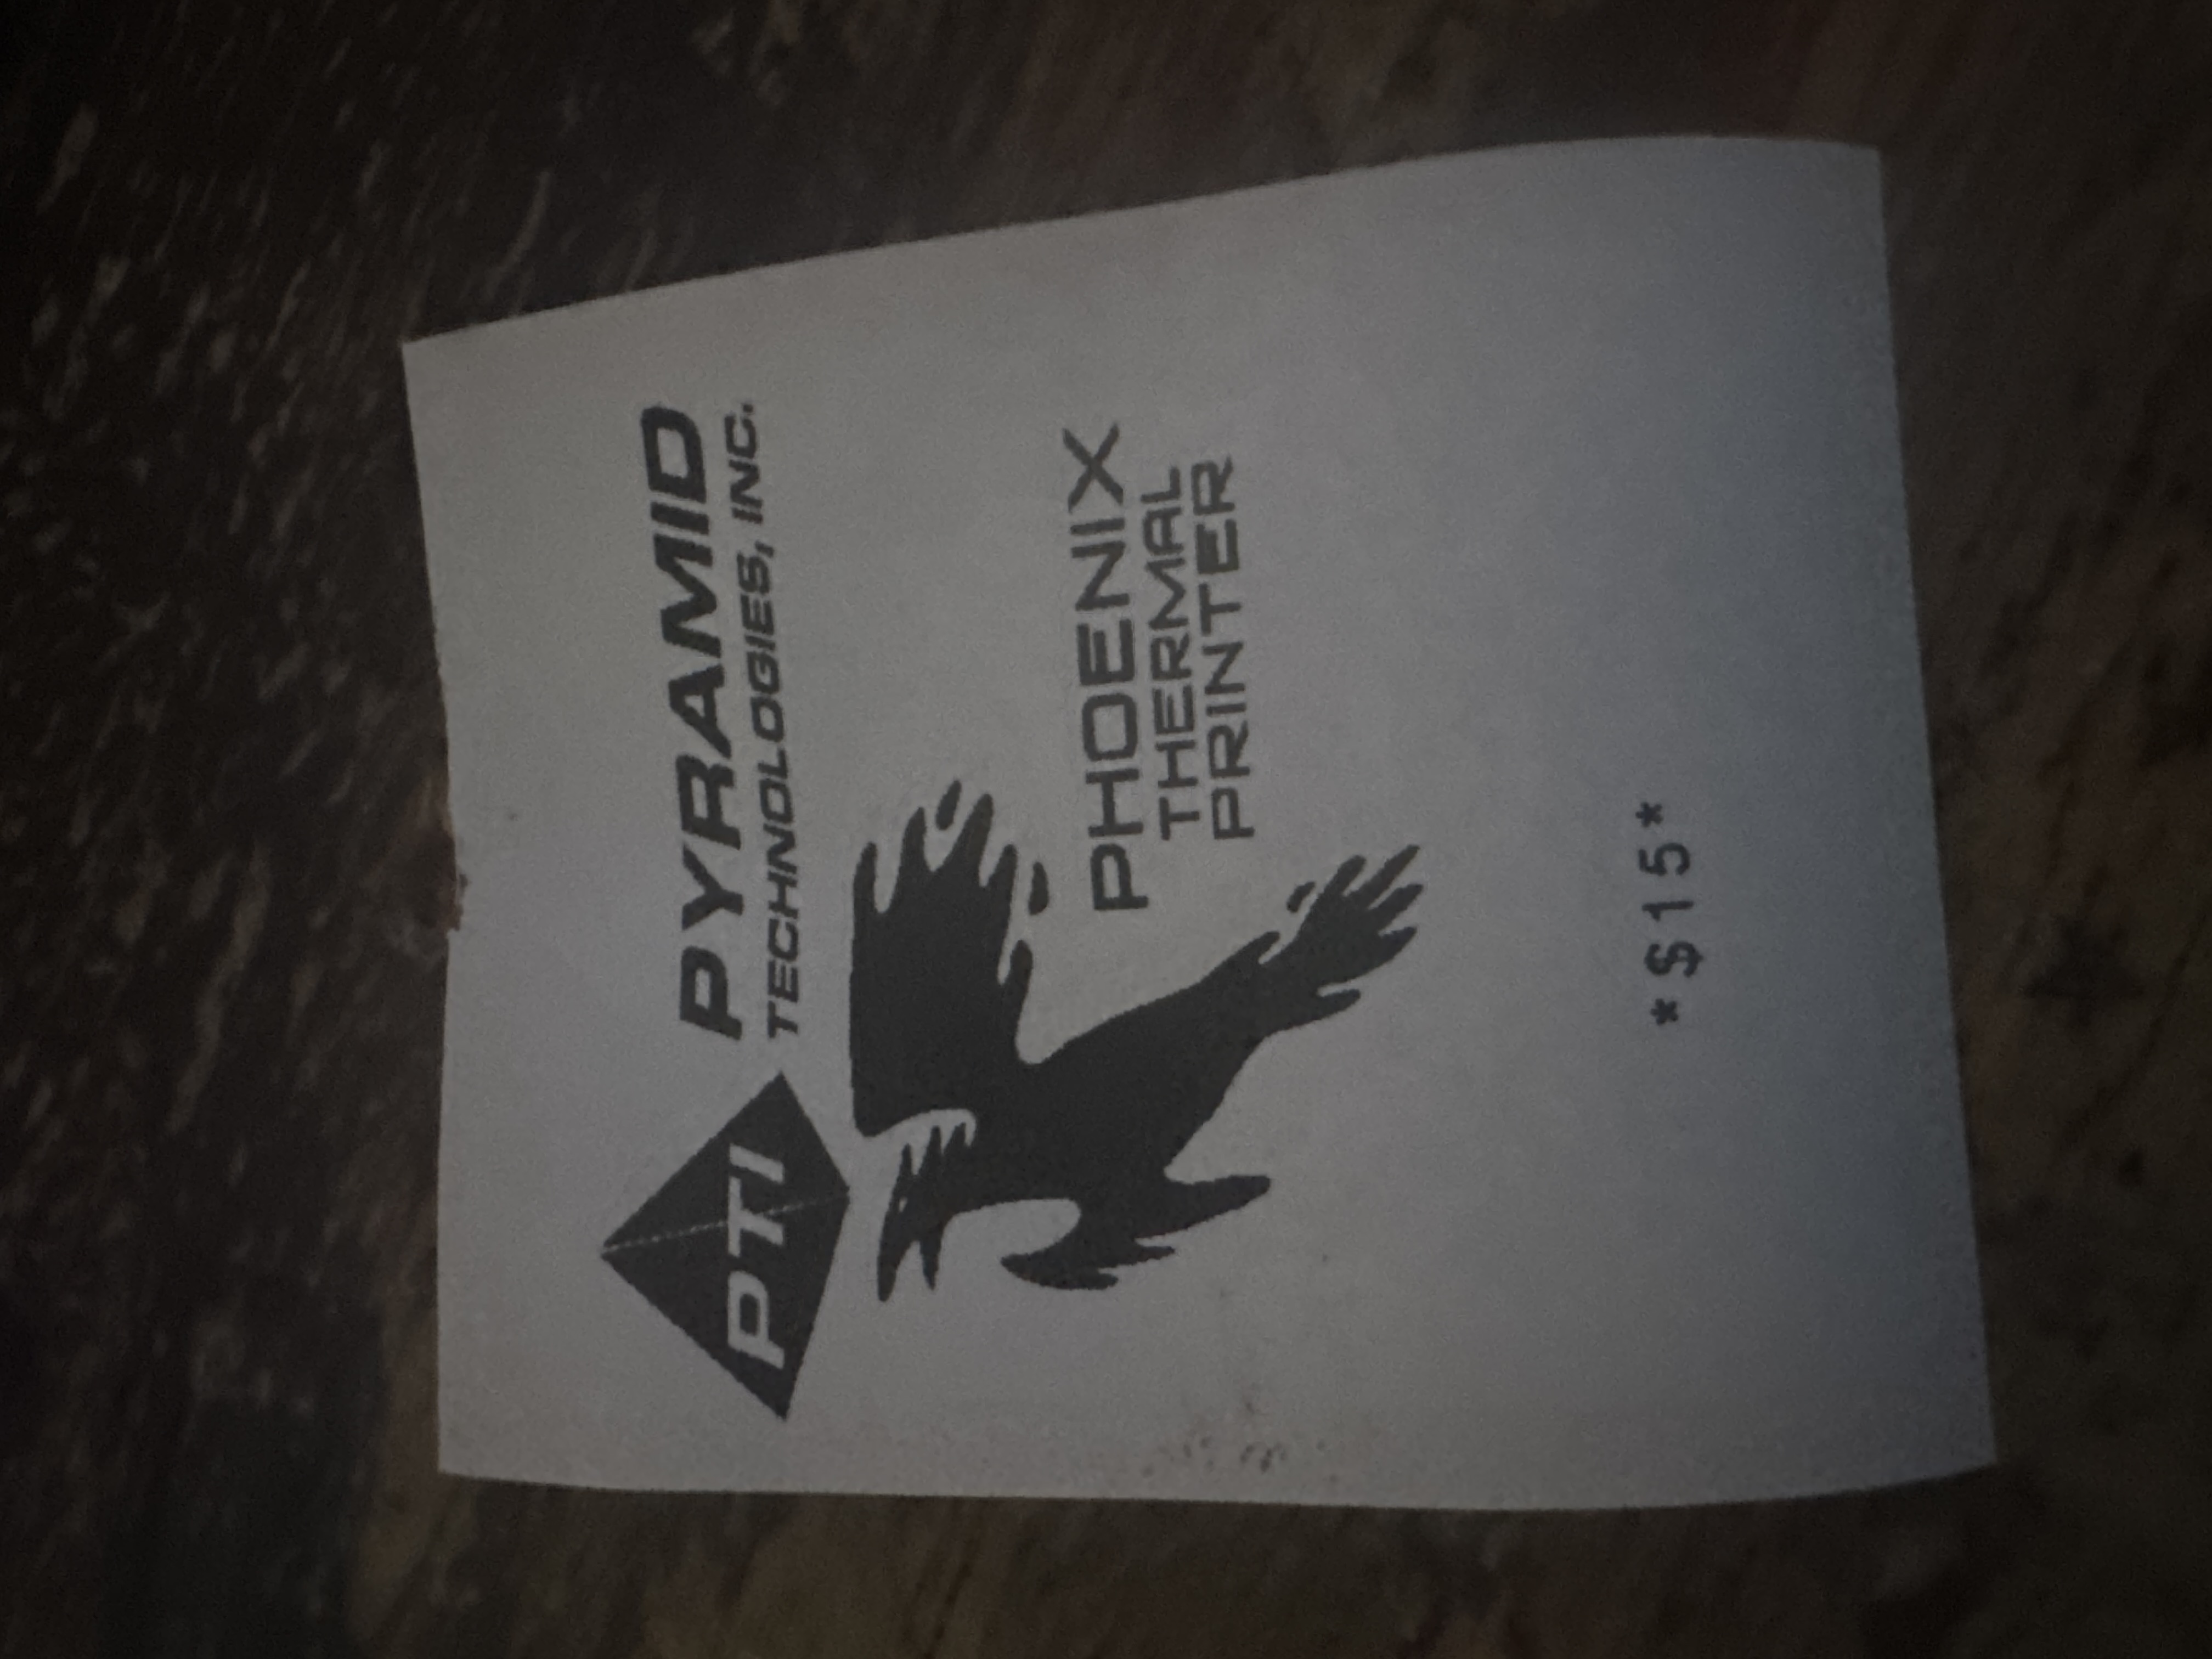 PTI
PYRAMID
TECHNOLOGIES, INC.
PHOENIX
THERMAL
PRINTER
*$15*